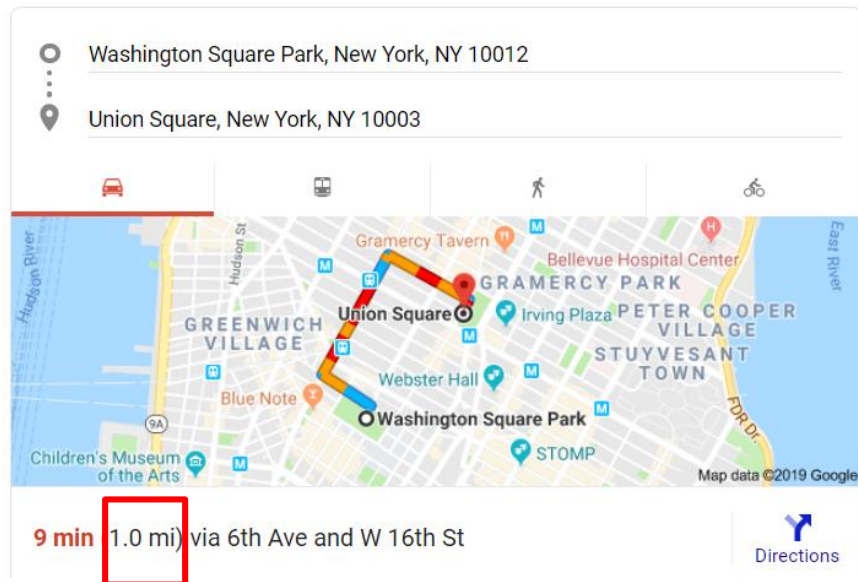 Washington Square Park, New York, NY 10012
Union Square, New York, NY 10003
Hudson River
Hudson St
M
Gramercy Tavern
H
Bellevue Hospital Center
East River
M
GRAMERCY PARK
Union Square
M
Irving Plaza
PETER COOPER
VILLAGE
GREENWICH
VILLAGE
STUYVESANT
TOWN
Webster Hall
M
Blue Note
M
Washington Square Park
9A
FDR Dr.
Children's Museum
of the Arts
M
STOMP
Map data ©2019 Google
9 min (1.0 mi) via 6th Ave and W 16th St
Directions